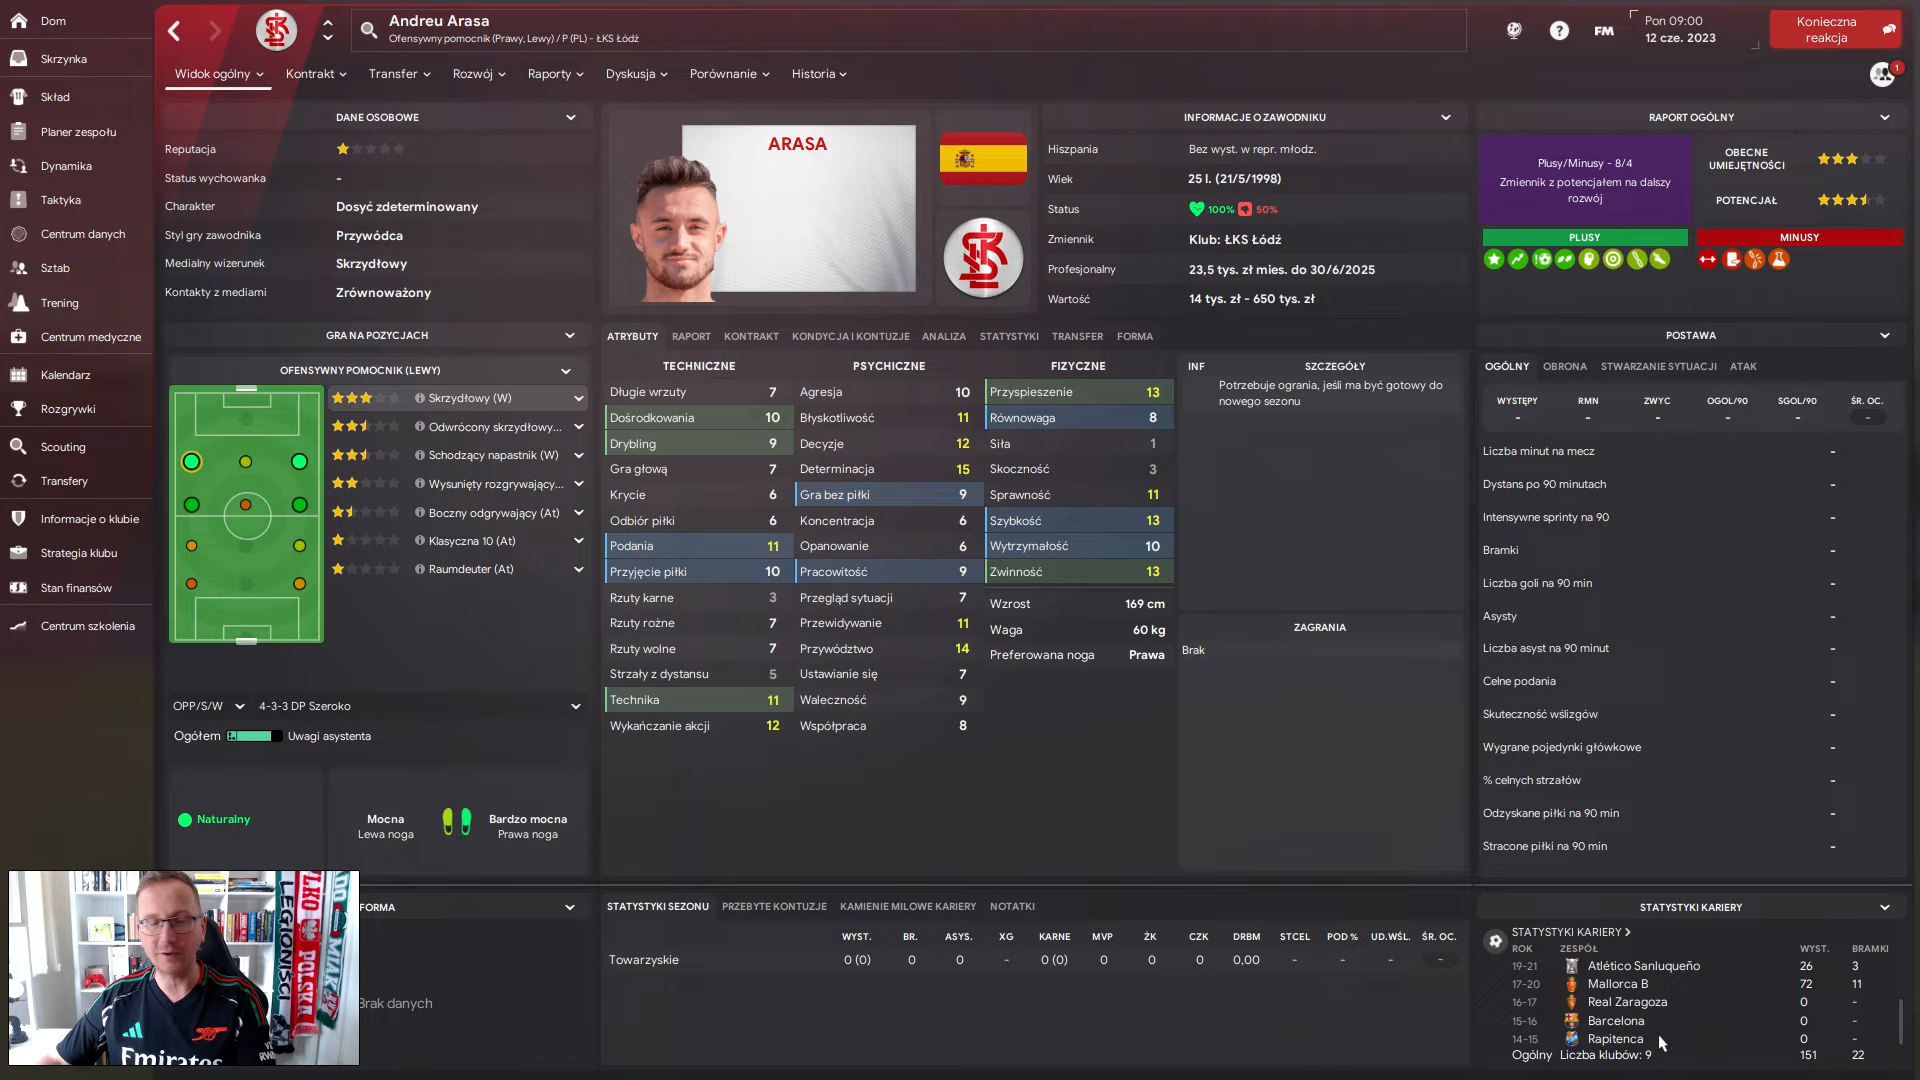 Dom
Skrzynka
Skład
Planer zespołu
Dynamika
Taktyka
Centrum danych
Sztab
Trening
Centrum medyczne
Kalendarz
Rozgrywki
Scouting
Transfery
Informacje o klubie
Strategia klubu
Stan finansów
Centrum szkolenia
Andreu Arasa
Ofensywny pomocnik (Prawy, Lewy) / P (PL) - ŁKS Łódź
FM
Pon 09:00
12 cze. 2023
Konieczna
reakcja
1
Widok ogólny
Kontrakt
Transfer
Rozwój
Raporty
Dyskusja
Porównanie
Historia
DANE OSOBOWE
Reputacja
Status wychowanka -
Charakter Dosyć zdeterminowany
Styl gry zawodnika Przywódca
Medialny wizerunek Skrzydłowy
Kontakty z mediami Zrównoważony
ARASA
INFORMACJE O ZAWODNIKU
Hiszpania Bez wyst. w repr. młodz.
Wiek 25 l. (21/5/1998)
Status 100% 50%
Zmiennik Klub: ŁKS Łódź
Profesjonalny 23,5 tys. zł mies. do 30/6/2025
Wartość 14 tys. zł - 650 tys. zł
RAPORT OGÓLNY
Plusy/Minusy - 8/4
Zmiennik z potencjałem na dalszy
rozwój
OBECNE
UMIEJĘTNOŚCI
POTENCJAŁ
PLUSY
MINUSY
GRA NA POZYCJACH
OFENSYWNY POMOCNIK (LEWY)
Skrzydłowy (W)
Odwrócony skrzydłowy...
Schodzący napastnik (W)
Wysunięty rozgrywający...
Boczny odgrywający (At)
Klasyczna 10 (At)
Raumdeuter (At)
OPP/S/W 4-3-3 DP Szeroko
Ogółem Uwagi asystenta
Naturalny
Mocna
Lewa noga
Bardzo mocna
Prawa noga
ATRYBUTY RAPORT KONTRAKT KONDYCJA I KONTUZJE ANALIZA STATYSTYKI TRANSFER FORMA
TECHNICZNE
Długie wrzuty 7
Dośrodkowania 10
Drybling 9
Gra głową 7
Krycie 6
Odbiór piłki 6
Podania 11
Przyjęcie piłki 10
Rzuty karne 3
Rzuty rożne 7
Rzuty wolne 7
Strzały z dystansu 5
Technika 11
Wykańczanie akcji 12
PSYCHICZNE
Agresja 10
Błyskotliwość 11
Decyzje 12
Determinacja 15
Gra bez piłki 9
Koncentracja 6
Opanowanie 6
Pracowitość 9
Przegląd sytuacji 7
Przewidywanie 11
Przywództwo 14
Ustawianie się 7
Waleczność 9
Współpraca 8
FIZYCZNE
Przyspieszenie 13
Równowaga 8
Siła 1
Skoczność 3
Sprawność 11
Szybkość 13
Wytrzymałość 10
Zwinność 13
Wzrost 169 cm
Waga 60 kg
Preferowana noga Prawa
INF SZCZEGÓŁY
Potrzebuje ogrania, jeśli ma być gotowy do
nowego sezonu
ZAGRANIA
Brak
POSTAWA
OGÓLNY OBRONA STWARZANIE SYTUACJI ATAK
WYSTĘPY RMN ZWYC OGOL/90 SGOL/90 ŚR. OC.
- - - - - -
Liczba minut na mecz -
Dystans po 90 minutach -
Intensywne sprinty na 90 -
Bramki -
Liczba goli na 90 min -
Asysty -
Liczba asyst na 90 minut -
Celne podania -
Skuteczność wślizgów -
Wygrane pojedynki główkowe -
% celnych strzałów -
Odzyskane piłki na 90 min -
Stracone piłki na 90 min -
FORMA
Brak danych
STATYSTYKI SEZONU PRZEBYTE KONTUZJE KAMIENIE MILOWE KARIERY NOTATKI
WYST. BR. ASYS. XG KARNE MVP ŻK CZK DRBM STCEL POD % UD.WŚL. ŚR. OC.
Towarzyskie 0 (0) 0 0 - 0 (0) 0 0 0 0,00 - - - -
STATYSTYKI KARIERY
STATYSTYKI KARIERY >
ROK ZESPÓŁ WYST. BRAMKI
19-21 Atlético Sanluqueño 26 3
17-20 Mallorca B 72 11
16-17 Real Zaragoza 0 -
15-16 Barcelona 0 -
14-15 Rapitenca 0 -
Ogólny Liczba klubów: 9 151 22
LEGIONIŚCI
POLSKA
Emirates